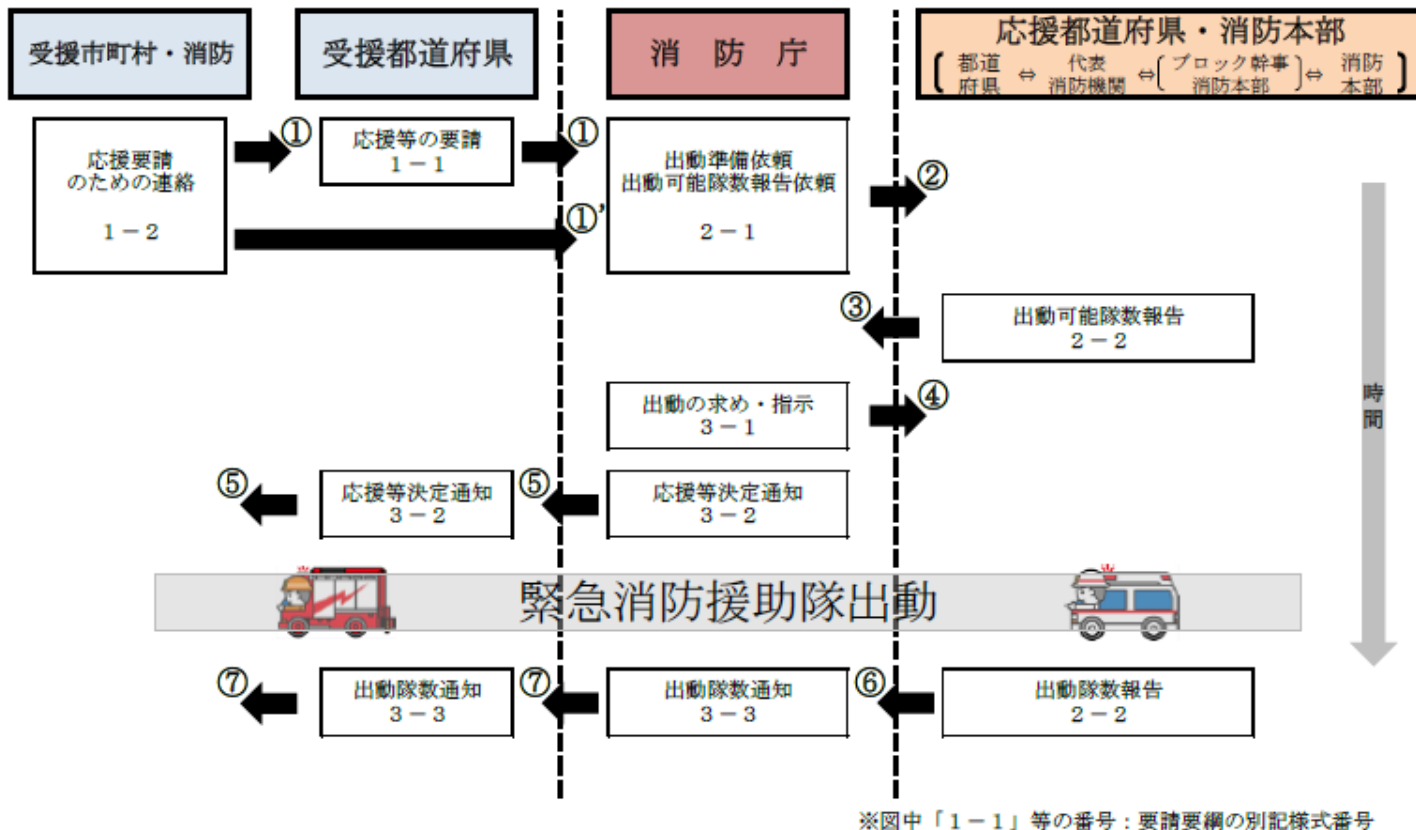 受援市町村・消防
受援都道府県
消 防 庁
応援都道府県・消防本部
都道府県 ⇔ 代表消防機関 ⇔ ブロック幹事消防本部 ⇔ 消防本部
応援要請
のための連絡
1-2
①
応援等の要請
1-1
①
①'
出動準備依頼
出動可能隊数報告依頼
2-1
②
③
出動可能隊数報告
2-2
出動の求め・指示
3-1
④
時間
⑤
応援等決定通知
3-2
⑤
応援等決定通知
3-2
緊急消防援助隊出動
⑦
出動隊数通知
3-3
⑦
出動隊数通知
3-3
⑥
出動隊数報告
2-2
※図中「1-1」等の番号:要請要綱の別記様式番号